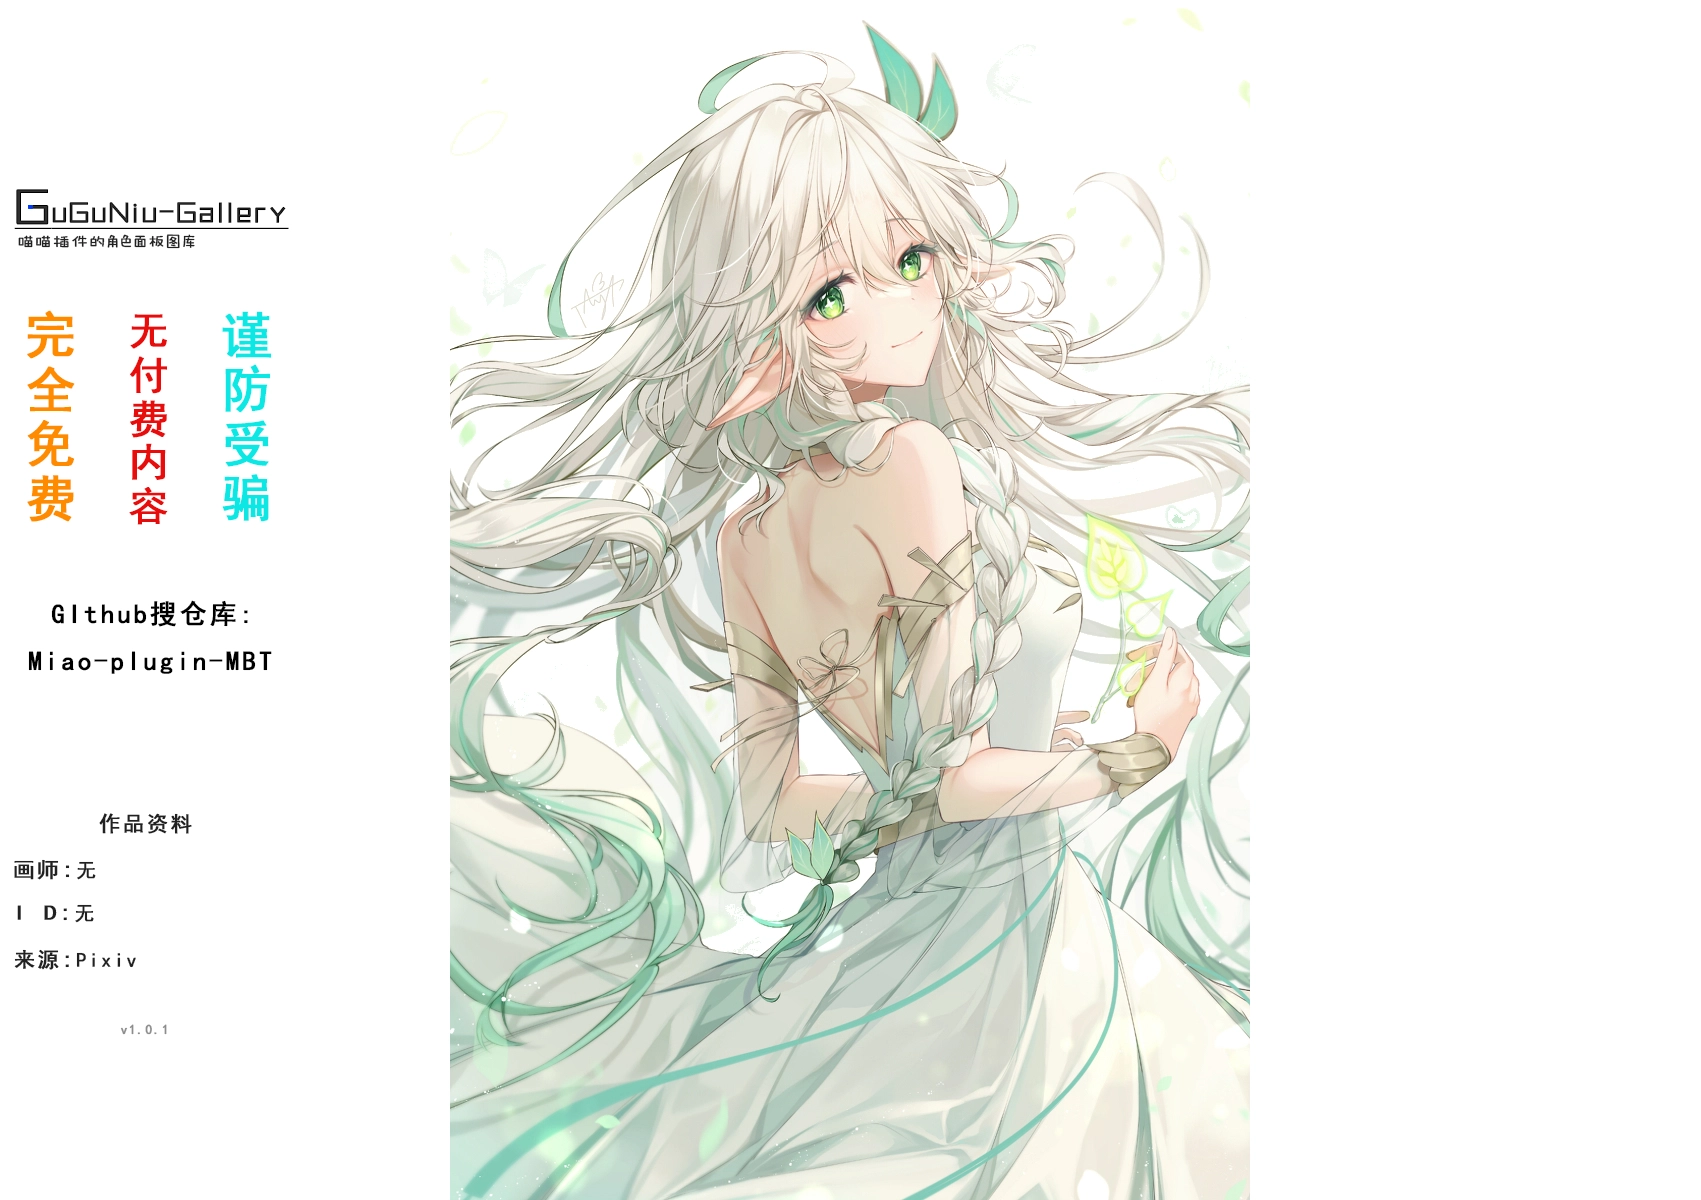 GuGuNiu-Gallery
喵喵插件的角色面板图库
完全免费
无付费内容
谨防受骗
GIthub搜仓库:
Miao-plugin-MBT
作品资料
画师:无
I D:无
来源:Pixiv
v1.0.1